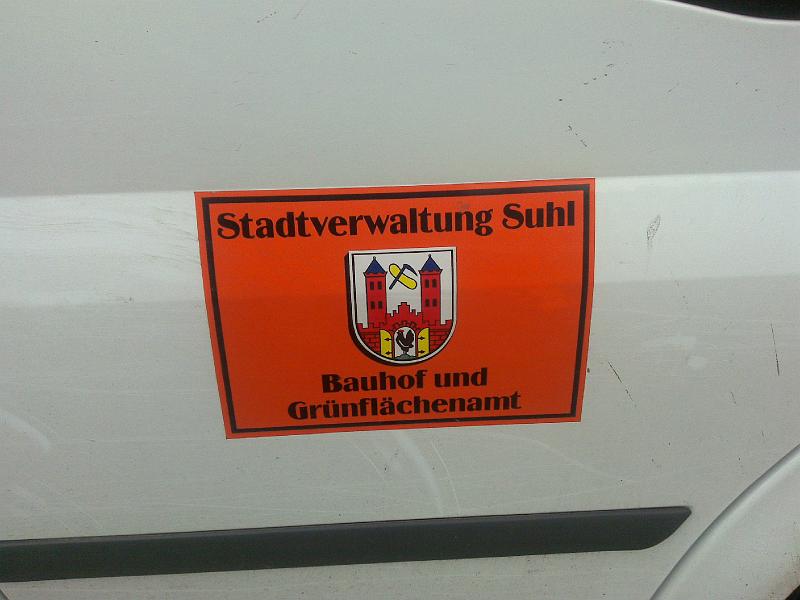 Stadtverwaltung Suhl
Bauhof und
Grünflächenamt